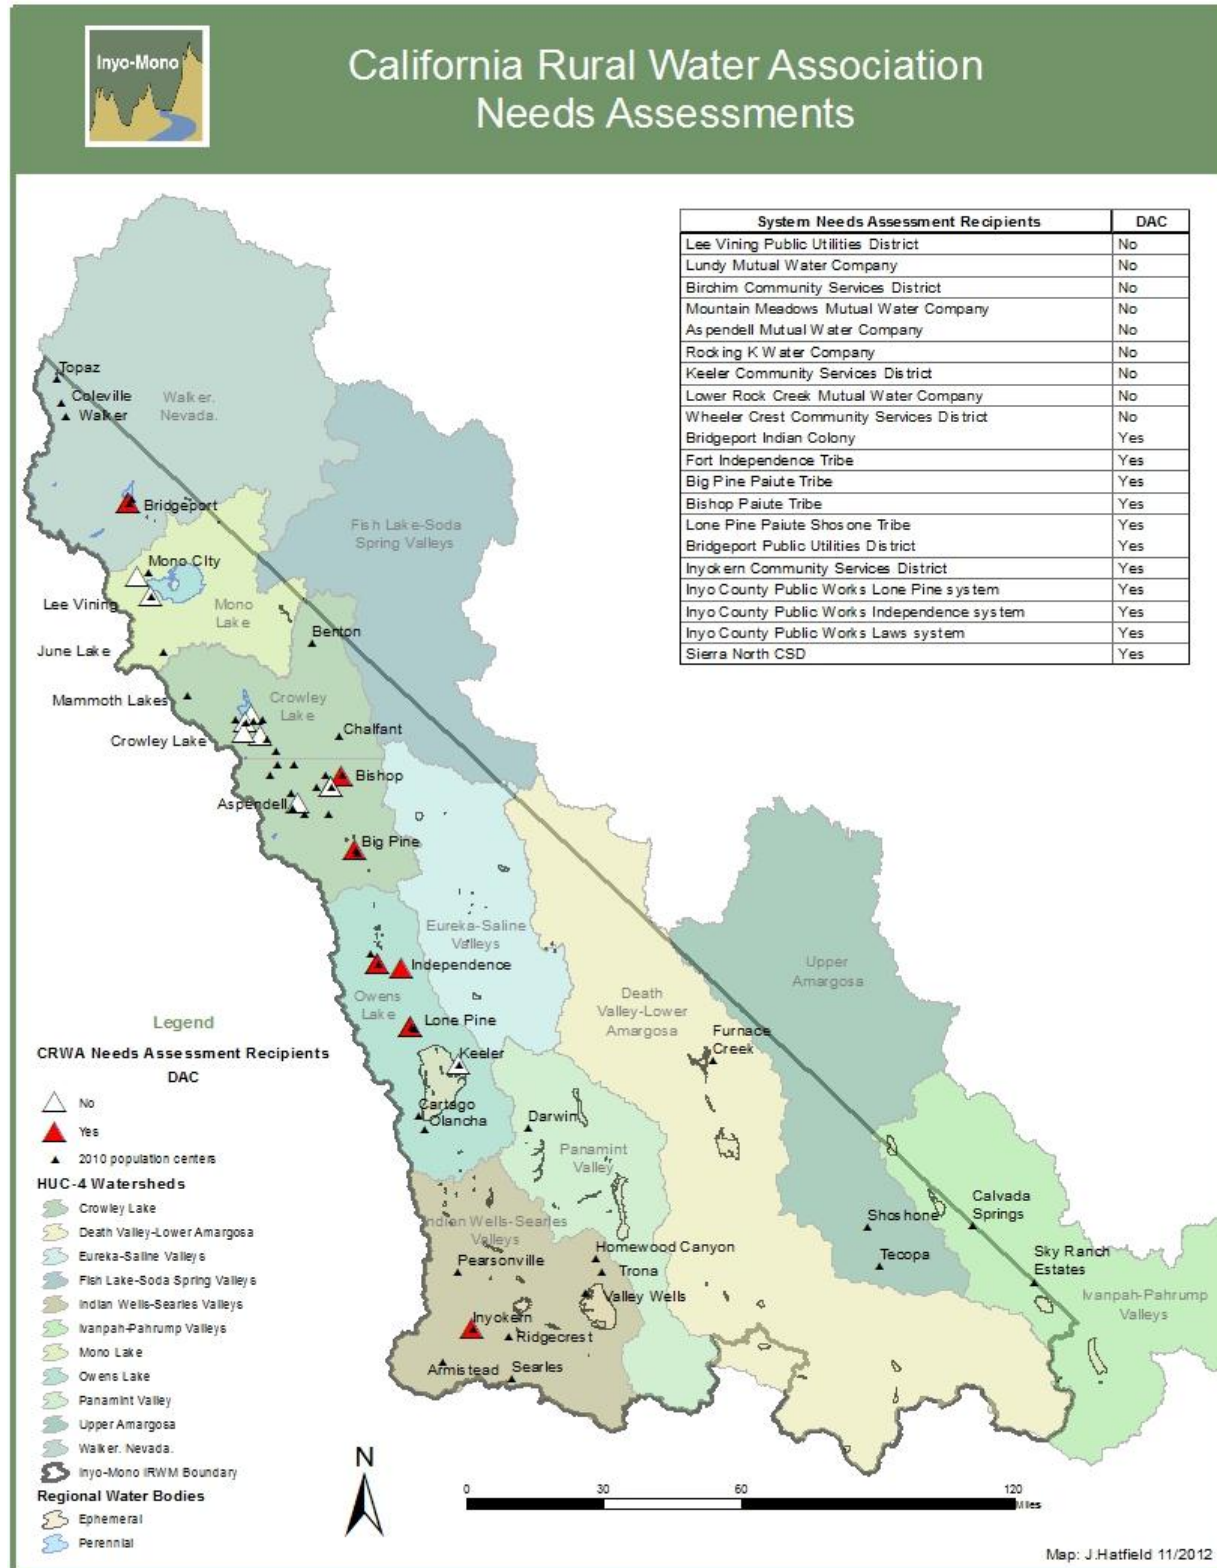 Inyo-Mono
California Rural Water Association
Needs Assessments
System Needs Assessment Recipients DAC
Lee Vining Public Utilities District No
Lundy Mutual Water Company No
Birchim Community Services District No
Mountain Meadows Mutual Water Company No
Aspendell Mutual Water Company No
Rocking K Water Company No
Keeler Community Services District No
Lower Rock Creek Mutual Water Company No
Wheeler Crest Community Services District No
Bridgeport Indian Colony Yes
Fort Independence Tribe Yes
Big Pine Paiute Tribe Yes
Bishop Paiute Tribe Yes
Lone Pine Paiute Shosone Tribe Yes
Bridgeport Public Utilities District Yes
Inyokern Community Services District Yes
Inyo County Public Works Lone Pine system Yes
Inyo County Public Works Independence system Yes
Inyo County Public Works Laws system Yes
Sierra North CSD Yes
Topaz
Coleville
Walker
Walker.
Nevada.
Bridgeport
Fish Lake-Soda
Spring Valleys
Mono CIty
Lee Vining
Mono
Lake
Benton
June Lake
Mammoth Lakes
Crowley
Lake
Chalfant
Crowley Lake
Bishop
Aspendell
Big Pine
Eureka-Saline
Valleys
Independence
Owens
Lake
Lone Pine
Keeler
Cartago
Olancha
Death
Valley-Lower
Amargosa
Furnace
Creek
Upper
Amargosa
Darwin
Panamint
Valley
Shoshone
Tecopa
Calvada
Springs
Sky Ranch
Estates
Ivanpah-Pahrump
Valleys
Indian Wells-Searles
Valleys
Homewood Canyon
Pearsonville
Trona
Valley Wells
Inyokern
Ridgecrest
Armistead
Searles
Legend
CRWA Needs Assessment Recipients
DAC
No
Yes
2010 population centers
HUC-4 Watersheds
Crowley Lake
Death Valley-Lower Amargosa
Eureka-Saline Valleys
Fish Lake-Soda Spring Valleys
Indian Wells-Searles Valleys
Ivanpah-Pahrump Valleys
Mono Lake
Owens Lake
Panamint Valley
Upper Amargosa
Walker. Nevada.
Inyo-Mono IRWM Boundary
Regional Water Bodies
Ephemeral
Perennial
N
0 30 60 120
Miles
Map: J.Hatfield 11/2012